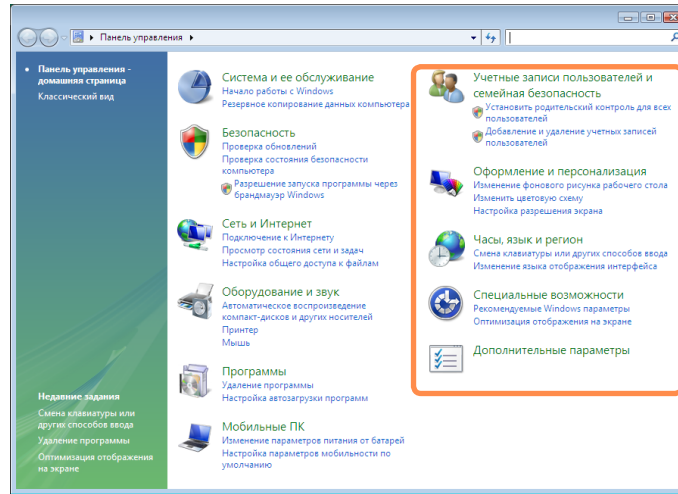 Панель управления
Панель управления -
домашняя страница
Классический вид
Недавние задания
Смена клавиатуры или
других способов ввода
Удаление программы
Оптимизация отображения
на экране
Система и ее обслуживание
Начало работы с Windows
Резервное копирование данных компьютера
Безопасность
Проверка обновлений
Проверка состояния безопасности
компьютера
Разрешение запуска программы через
брандмауэр Windows
Сеть и Интернет
Подключение к Интернету
Просмотр состояния сети и задач
Настройка общего доступа к файлам
Оборудование и звук
Автоматическое воспроизведение
компакт-дисков и других носителей
Принтер
Мышь
Программы
Удаление программы
Настройка автозагрузки программ
Мобильные ПК
Изменение параметров питания от батарей
Настройка параметров мобильности по
умолчанию
Учетные записи пользователей и
семейная безопасность
Установить родительский контроль для всех
пользователей
Добавление и удаление учетных записей
пользователей
Оформление и персонализация
Изменение фонового рисунка рабочего стола
Изменить цветовую схему
Настройка разрешения экрана
Часы, язык и регион
Смена клавиатуры или других способов ввода
Изменение языка отображения интерфейса
Специальные возможности
Рекомендуемые Windows параметры
Оптимизация отображения на экране
Дополнительные параметры